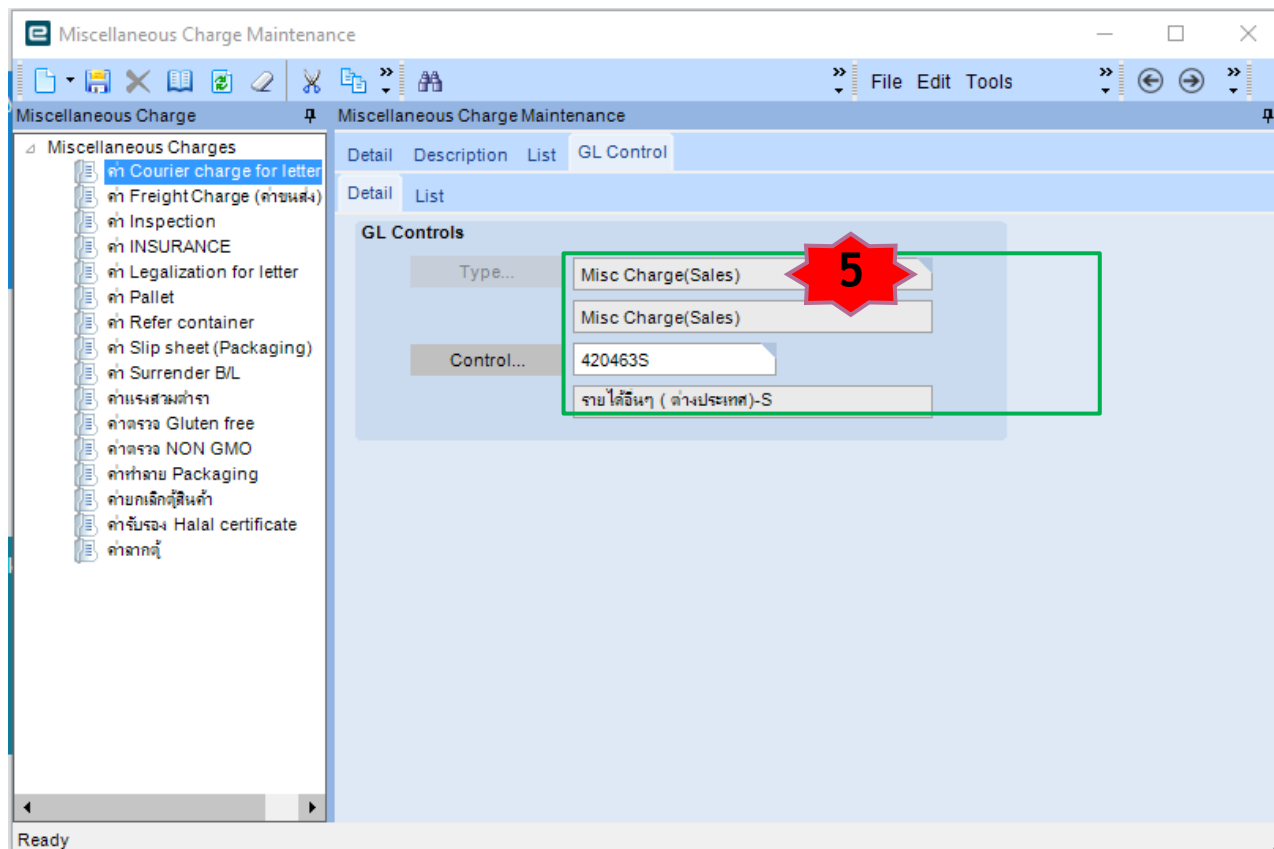 Miscellaneous Charge Maintenance
File Edit Tools
Miscellaneous Charge
Miscellaneous Charge Maintenance
Miscellaneous Charges
ค่า Courier charge for letter
ค่า Freight Charge (ค่าขนส่ง)
ค่า Inspection
ค่า INSURANCE
ค่า Legalization for letter
ค่า Pallet
ค่า Refer container
ค่า Slip sheet (Packaging)
ค่า Surrender B/L
ค่าแรงสวมตำรา
ค่าตรวจ Gluten free
ค่าตรวจ NON GMO
ค่าทำลาย Packaging
ค่ายกเลิกตู้สินค้า
ค่ารับรอง Halal certificate
ค่าลากตู้
Detail Description List GL Control
Detail List
GL Controls
Type... Misc Charge(Sales) 5
Misc Charge(Sales)
Control... 420463S
รายได้อื่นๆ ( ต่างประเทศ)-S
Ready